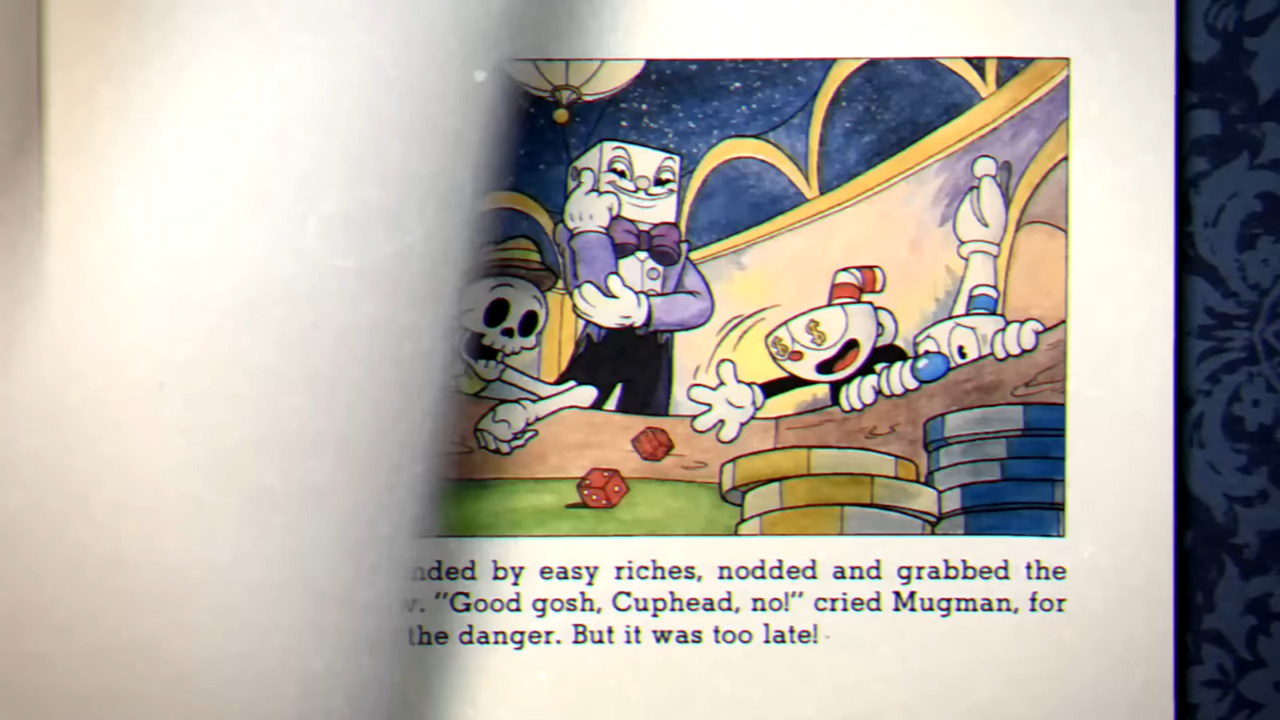 by easy riches, nodded and grabbed the
"Good gosh, Cuphead, no!" cried Mugman, for
the danger. But it was too late!